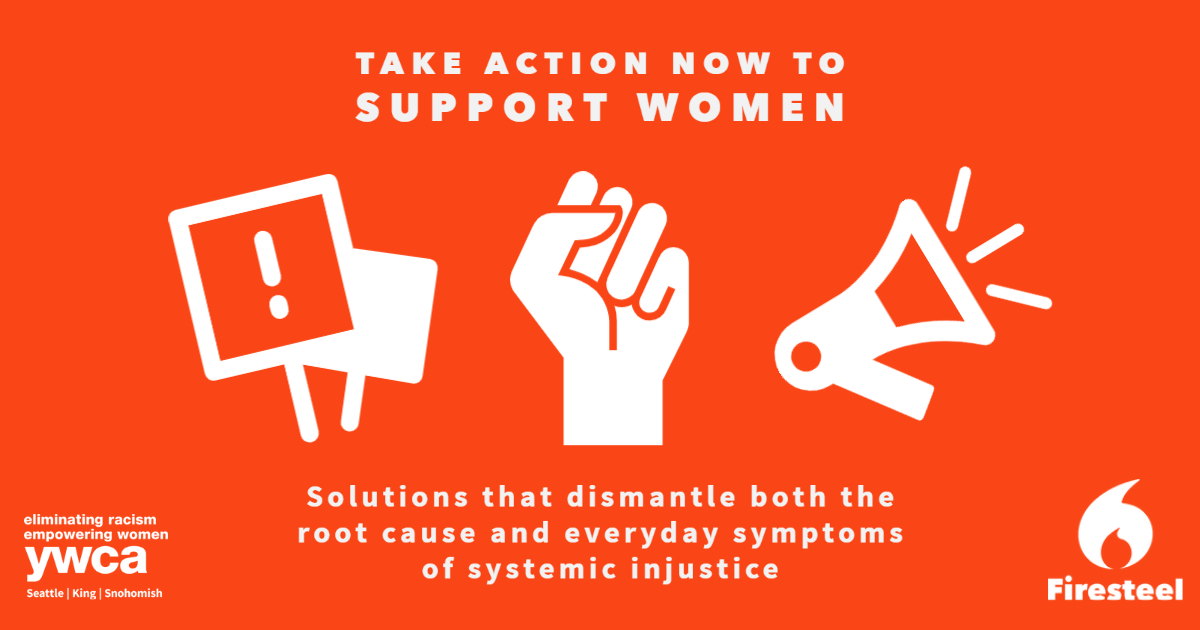 TAKE ACTION NOW TO
SUPPORT WOMEN
!
Solutions that dismantle both the
root cause and everyday symptoms
of systemic injustice
eliminating racism
empowering women
ywca
Seattle | King | Snohomish
Firesteel